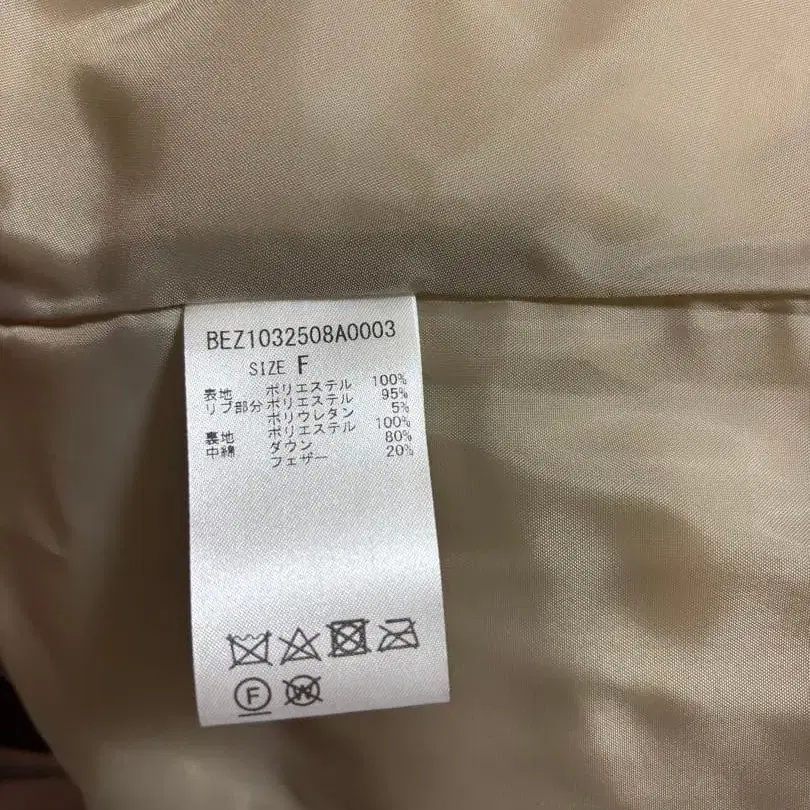 BEZ1032508A0003
SIZE F
表地 ポリエステル 100%
リブ部分 ポリエステル 95%
ポリウレタン 5%
裏地 ポリエステル 100%
中綿 ダウン 80%
フェザー 20%
F W